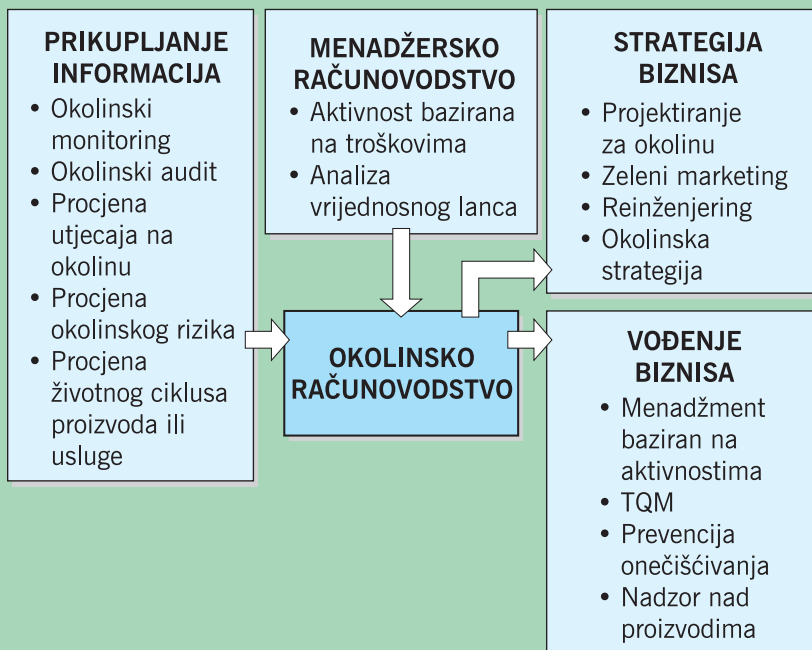 PRIKUPLJANJE
INFORMACIJA
• Okolinski
monitoring
• Okolinski audit
• Procjena
utjecaja na
okolinu
• Procjena
okolinskog rizika
• Procjena
životnog ciklusa
proizvoda ili
usluge
MENADŽERSKO
RAČUNOVODSTVO
• Aktivnost bazirana
na troškovima
• Analiza
vrijednosnog lanca
OKOLINSKO
RAČUNOVODSTVO
STRATEGIJA
BIZNISA
• Projektiranje
za okolinu
• Zeleni marketing
• Reinženjering
• Okolinska
strategija
VOĐENJE
BIZNISA
• Menadžment
baziran na
aktivnostima
• TQM
• Prevencija
onečišćivanja
• Nadzor nad
proizvodima